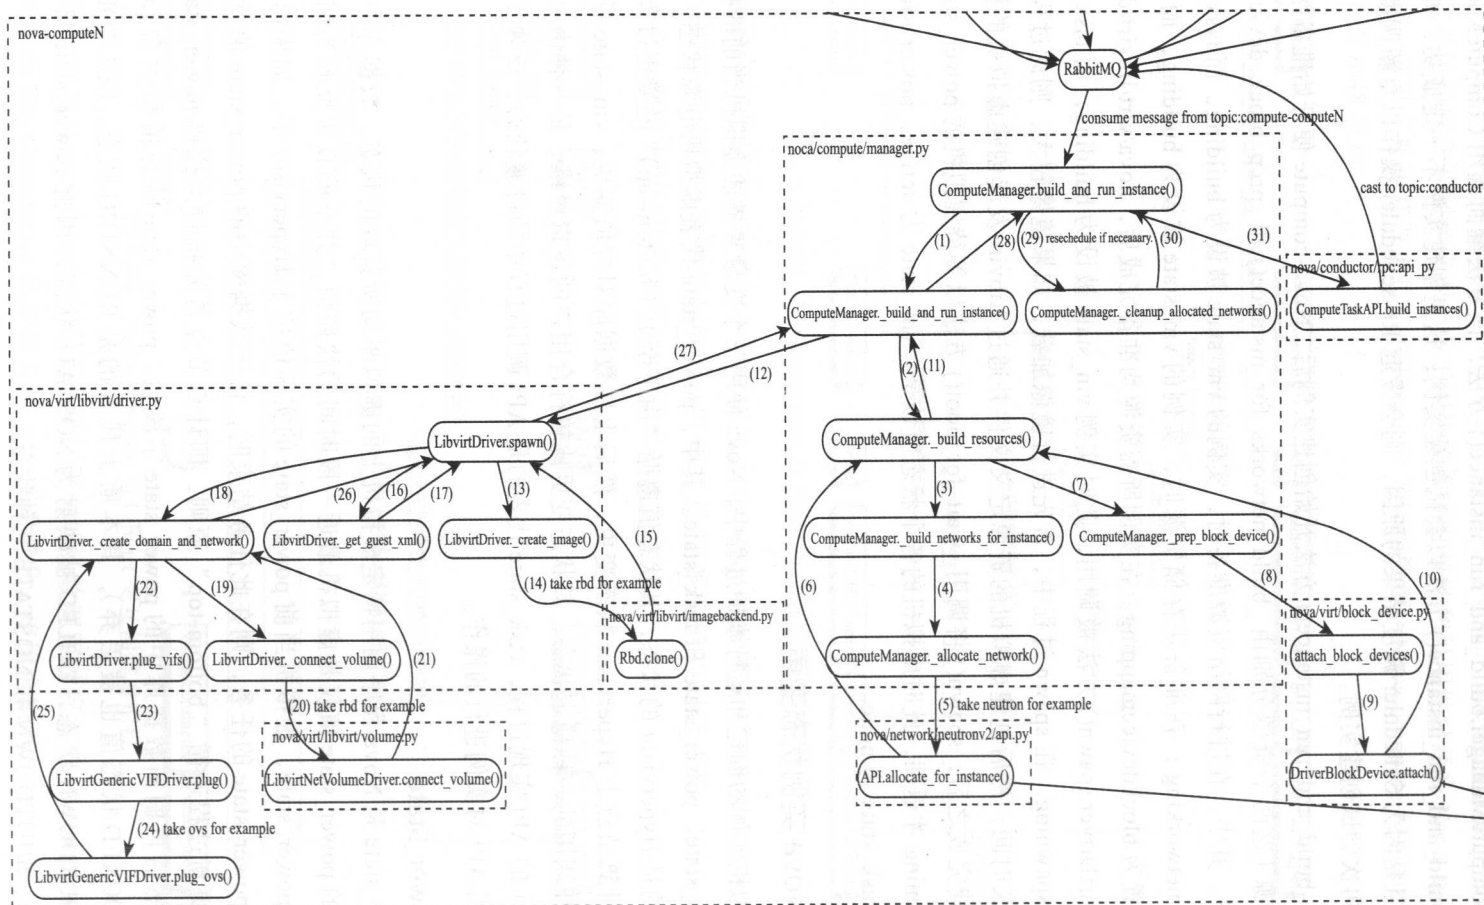 nova-computeN
RabbitMQ
consume message from topic:compute-conputeN
noca/compute/manager.py
ComputeManager.build_and_run_instance()
cast to topic:conductor
(1)
(28)
(29) resechedule if neceaaary.
(30)
(31)
nova/conductor/rpc:api_py
ComputeManager._build_and_run_instance()
ComputeManager._cleanup_allocated_networks()
ComputeTaskAPI.build_instances()
(27)
(12)
(2)
(11)
nova/virt/libvirt/driver.py
LibvirtDriver.spawn()
ComputeManager._build_resources()
(18)
(26)
(16)
(17)
(13)
(3)
(7)
LibvirtDriver._create_domain_and_network()
LibvirtDriver._get_guest_xml()
LibvirtDriver._create_image()
(15)
ComputeManager._build_networks_for_instance()
ComputeManager._prep_block_device()
(22)
(19)
(14) take rbd for example
(6)
(4)
(8)
(10)
nova/virt/libvirt/imagebackend.py
nova/virt/block_device.py
LibvirtDriver.plug_vifs()
LibvirtDriver._connect_volume()
(21)
Rbd.clone()
ComputeManager._allocate_network()
attach_block_devices()
(25)
(23)
(20) take rbd for example
(5) take neutron for example
(9)
nova/virt/libvirt/volume.py
nova/network/neutronv2/api.py
LibvirtGenericVIFDriver.plug()
LibvirtNetVolumeDriver.connect_volume()
API.allocate_for_instance()
DriverBlockDevice.attach()
(24) take ovs for example
LibvirtGenericVIFDriver.plug_ovs()